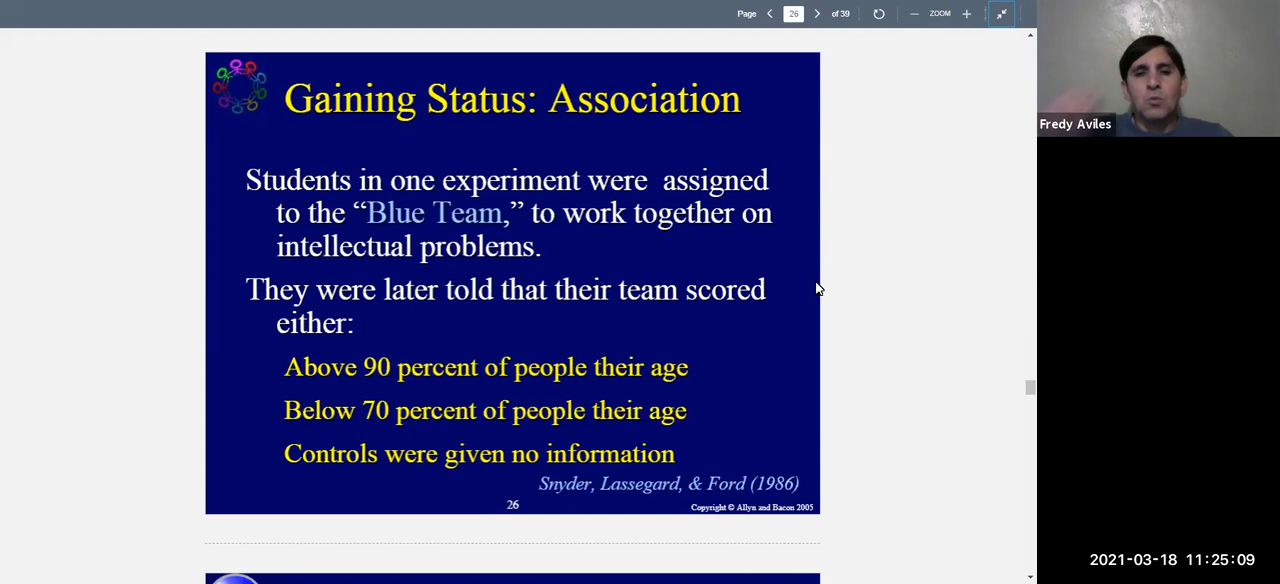 Page 26 of 39 ZOOM
Gaining Status: Association
Students in one experiment were assigned
to the “Blue Team,” to work together on
intellectual problems.
They were later told that their team scored
either:
Above 90 percent of people their age
Below 70 percent of people their age
Controls were given no information
Snyder, Lassegard, & Ford (1986)
26
Copyright © Allyn and Bacon 2005
Fredy Aviles
2021-03-18 11:25:09